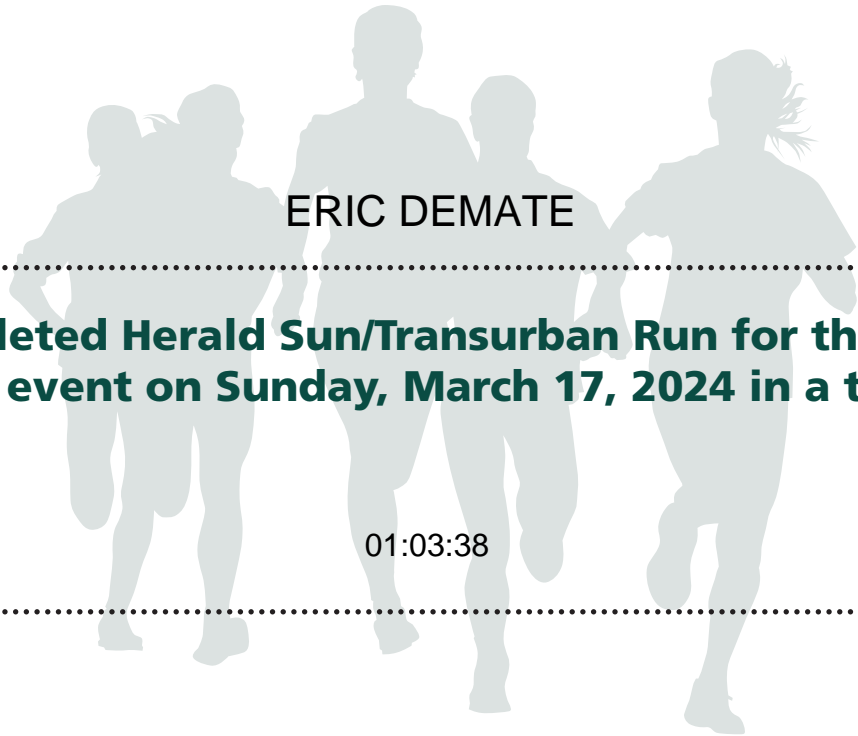 ERIC DEMATE
leted Herald Sun/Transurban Run for th
event on Sunday, March 17, 2024 in a t
01:03:38